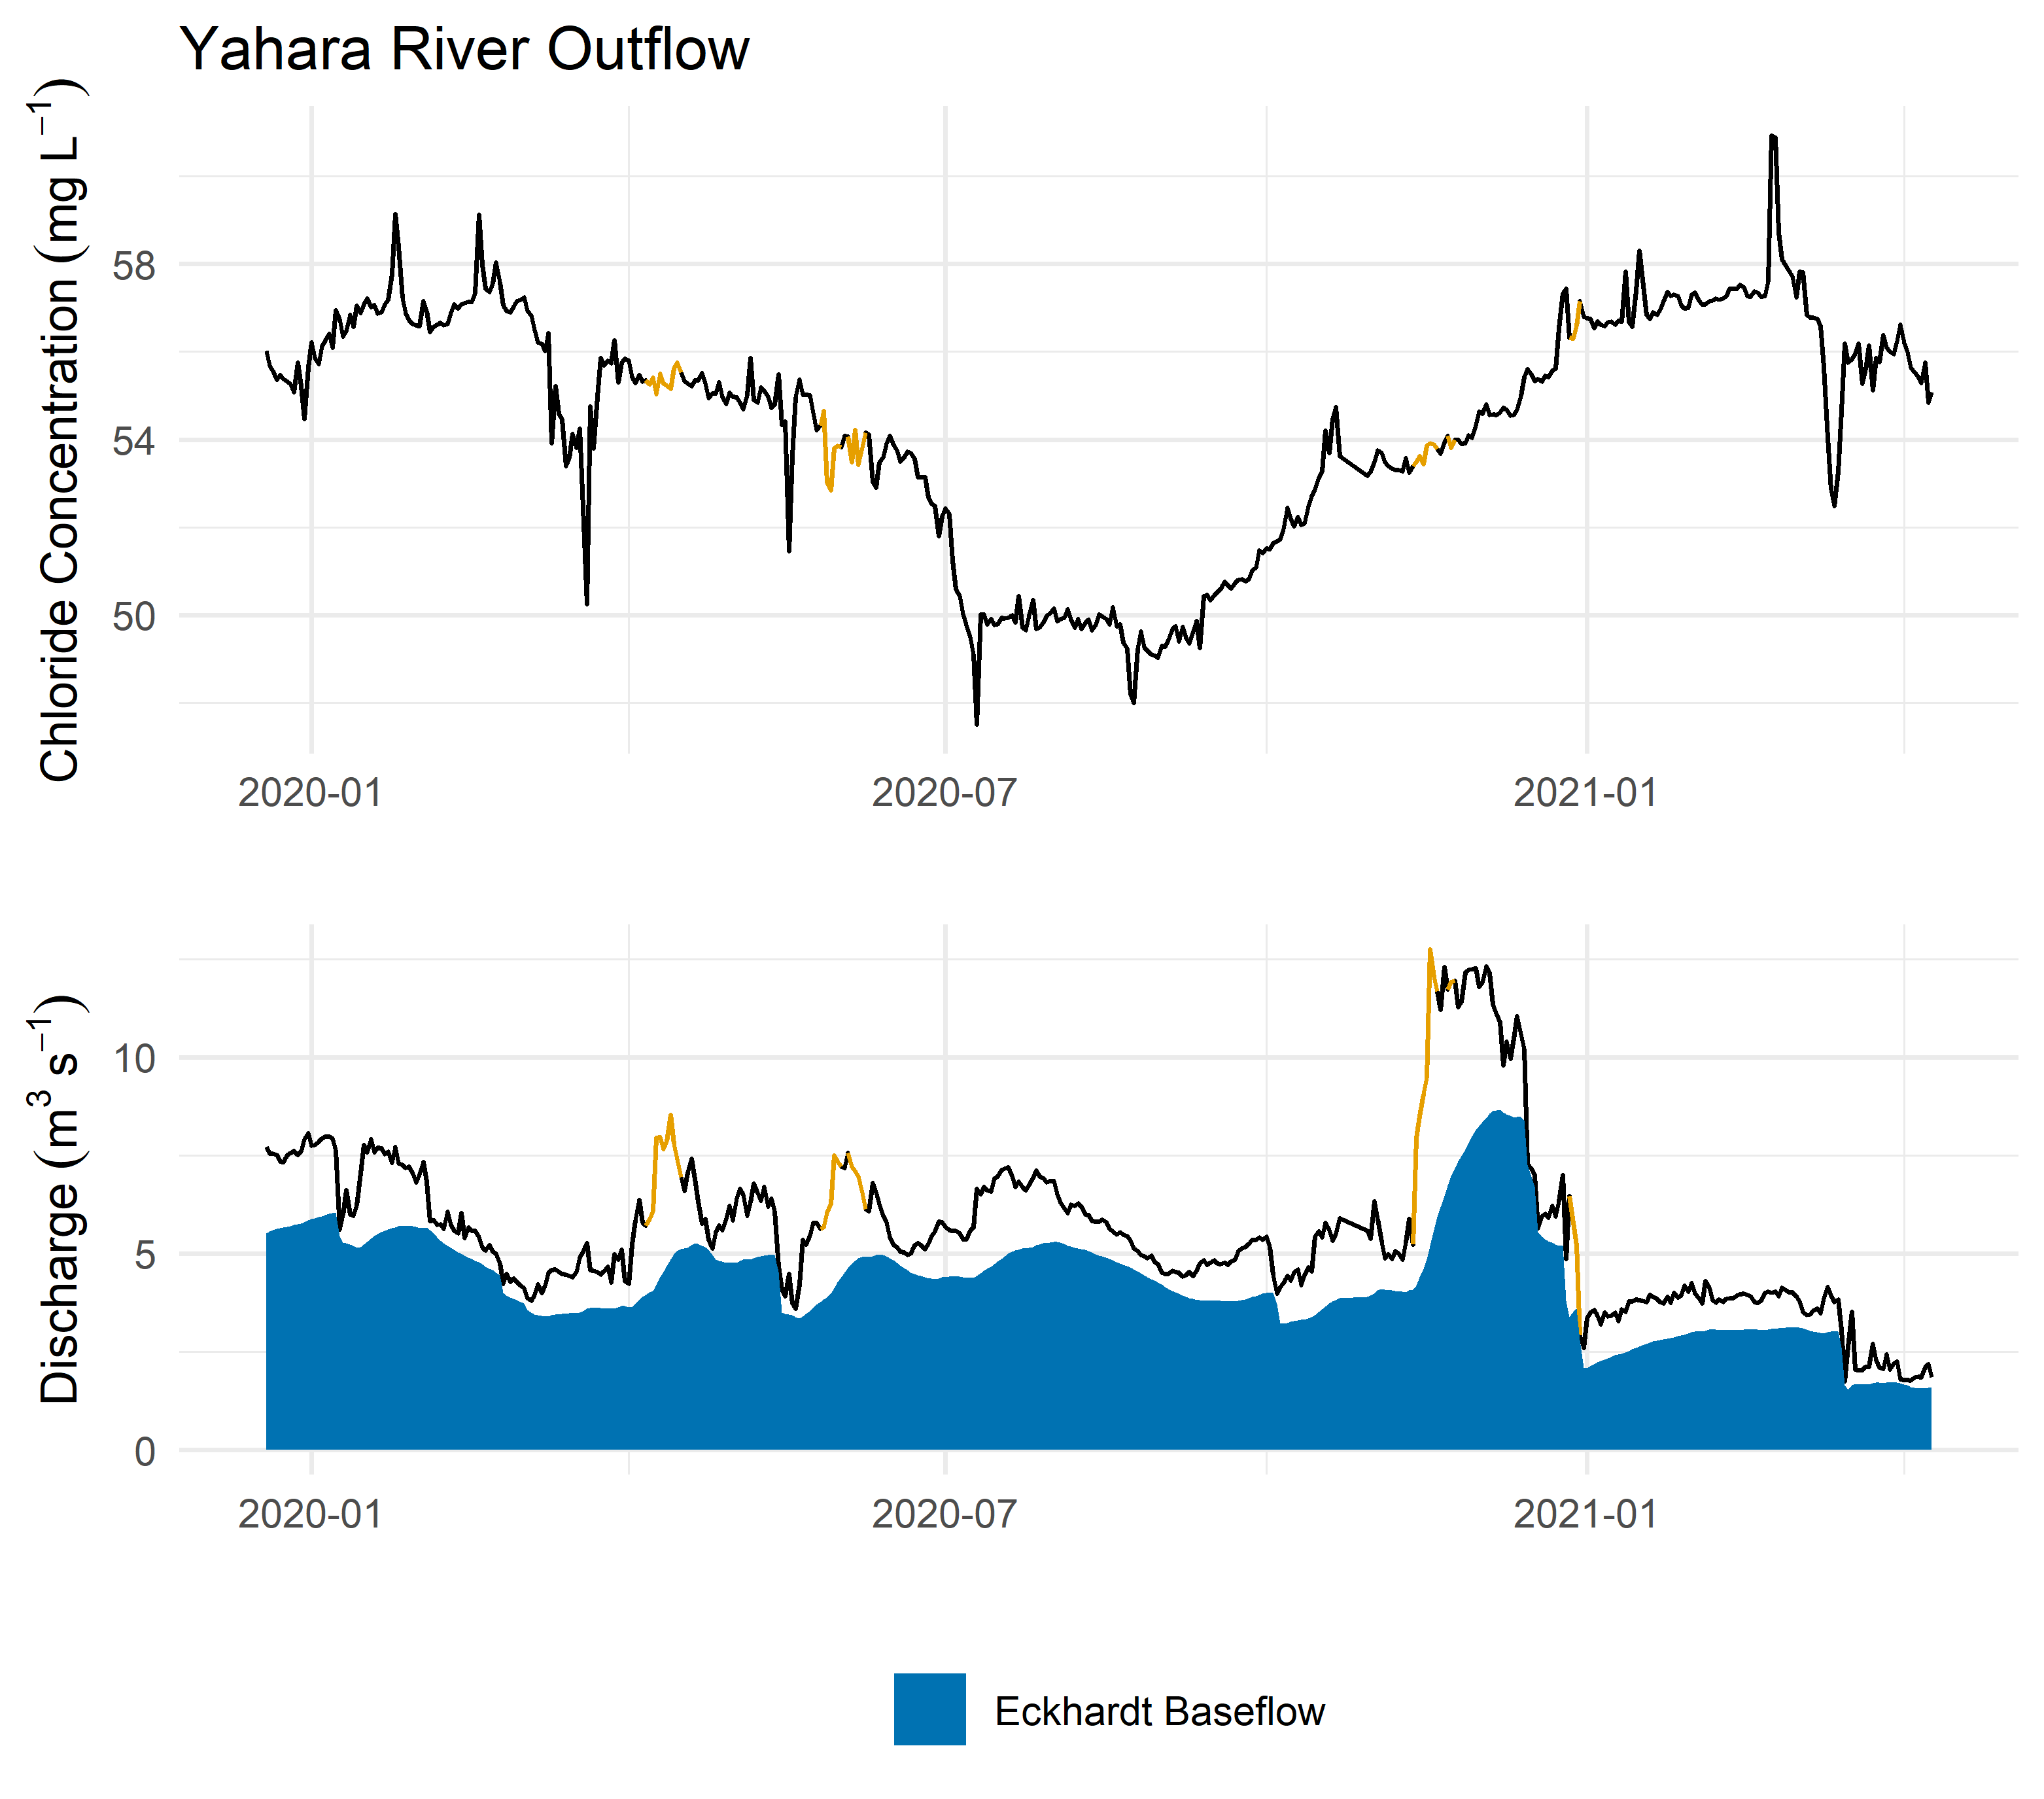 Yahara River Outflow
Chloride Concentration (mg L⁻¹)
58
54
50
2020-01 2020-07 2021-01
Discharge (m³ s⁻¹)
10
5
0
2020-01 2020-07 2021-01
Eckhardt Baseflow